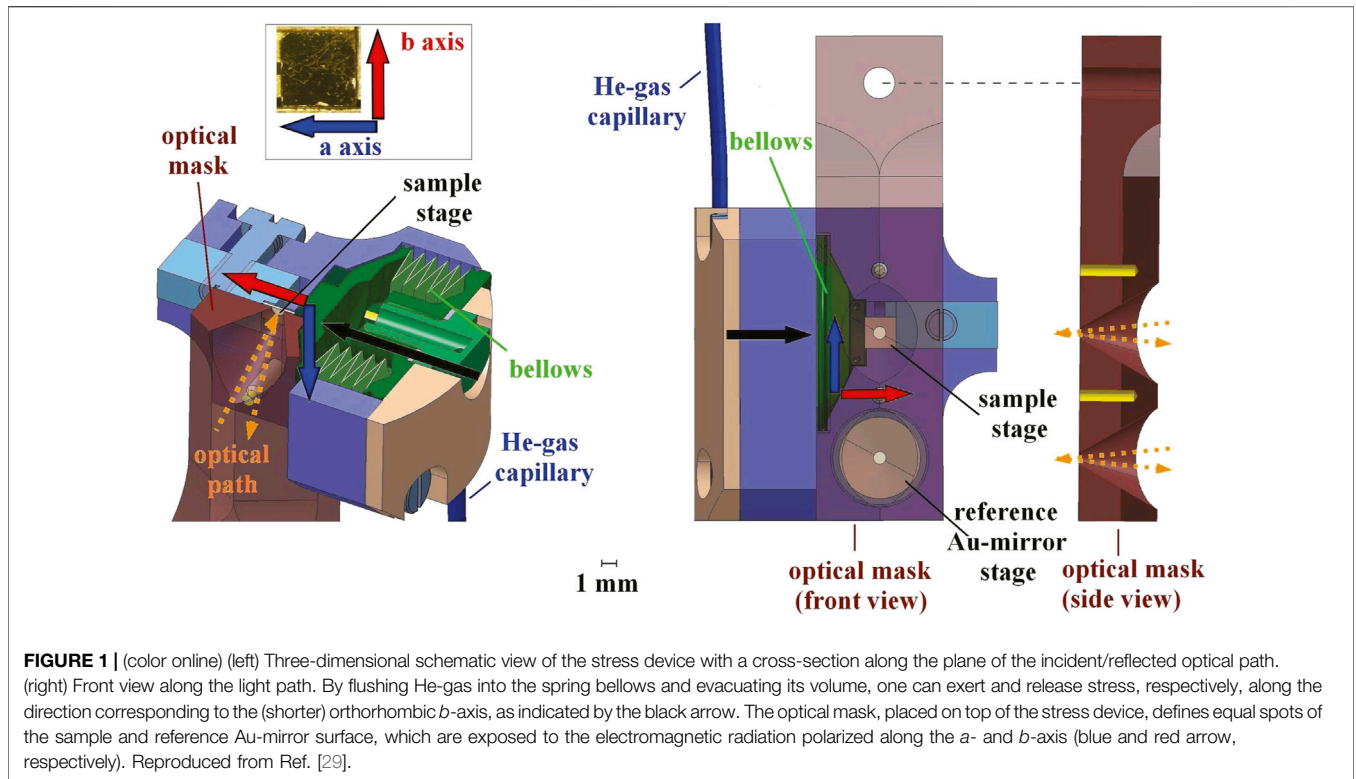 b axis
a axis
optical
mask
sample
stage
bellows
optical
path
He-gas
capillary
He-gas
capillary
bellows
sample
stage
reference
Au-mirror
stage
1 mm
optical mask
(front view)
optical mask
(side view)
FIGURE 1 | (color online) (left) Three-dimensional schematic view of the stress device with a cross-section along the plane of the incident/reflected optical path.
(right) Front view along the light path. By flushing He-gas into the spring bellows and evacuating its volume, one can exert and release stress, respectively, along the
direction corresponding to the (shorter) orthorhombic b-axis, as indicated by the black arrow. The optical mask, placed on top of the stress device, defines equal spots of
the sample and reference Au-mirror surface, which are exposed to the electromagnetic radiation polarized along the a- and b-axis (blue and red arrow,
respectively). Reproduced from Ref. [29].